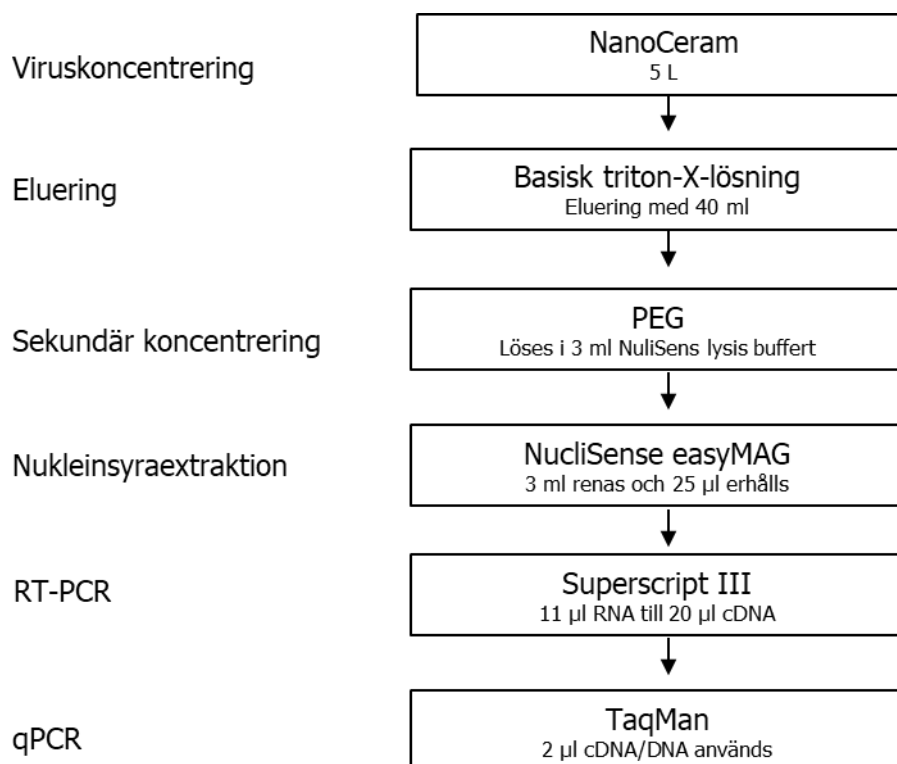 Viruskoncentrering
NanoCeram
5 L
Eluering
Basisk triton-X-lösning
Eluering med 40 ml
Sekundär koncentrering
PEG
Löses i 3 ml NuliSens lysis buffert
Nukleinsyraextraktion
NucliSense easyMAG
3 ml renas och 25 µl erhålls
RT-PCR
Superscript III
11 µl RNA till 20 µl cDNA
qPCR
TaqMan
2 µl cDNA/DNA används